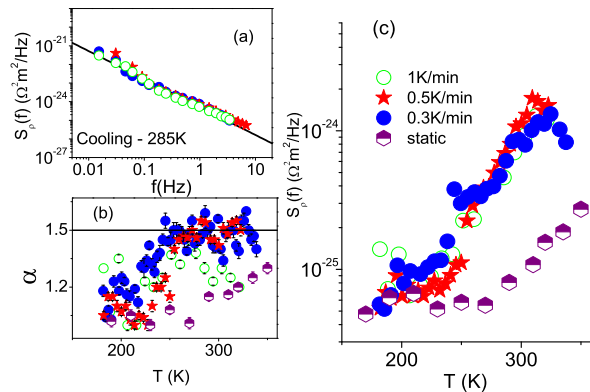 (a)
S_ρ(f) (Ω²m²/Hz)
10⁻²¹
10⁻²⁴
10⁻²⁷
Cooling - 285K
0.01 0.1 1 10
f(Hz)
(b)
α
1.5
1.2
200 250 300 350
T (K)
(c)
1K/min
0.5K/min
0.3K/min
static
S_ρ(f) (Ω²m²/Hz)
10⁻²⁴
10⁻²⁵
200 300
T (K)